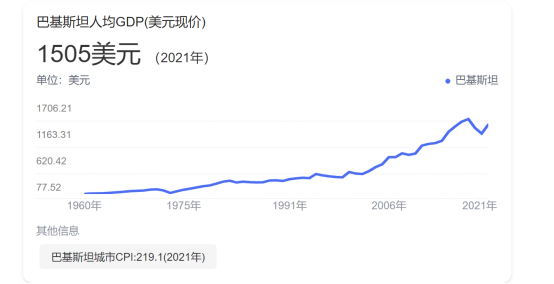 巴基斯坦人均GDP(美元现价)
1505美元 （2021年）
单位：美元 巴基斯坦
1706.21
1163.31
620.42
77.52
1960年 1975年 1991年 2006年 2021年
其他信息
巴基斯坦城市CPI:219.1(2021年)